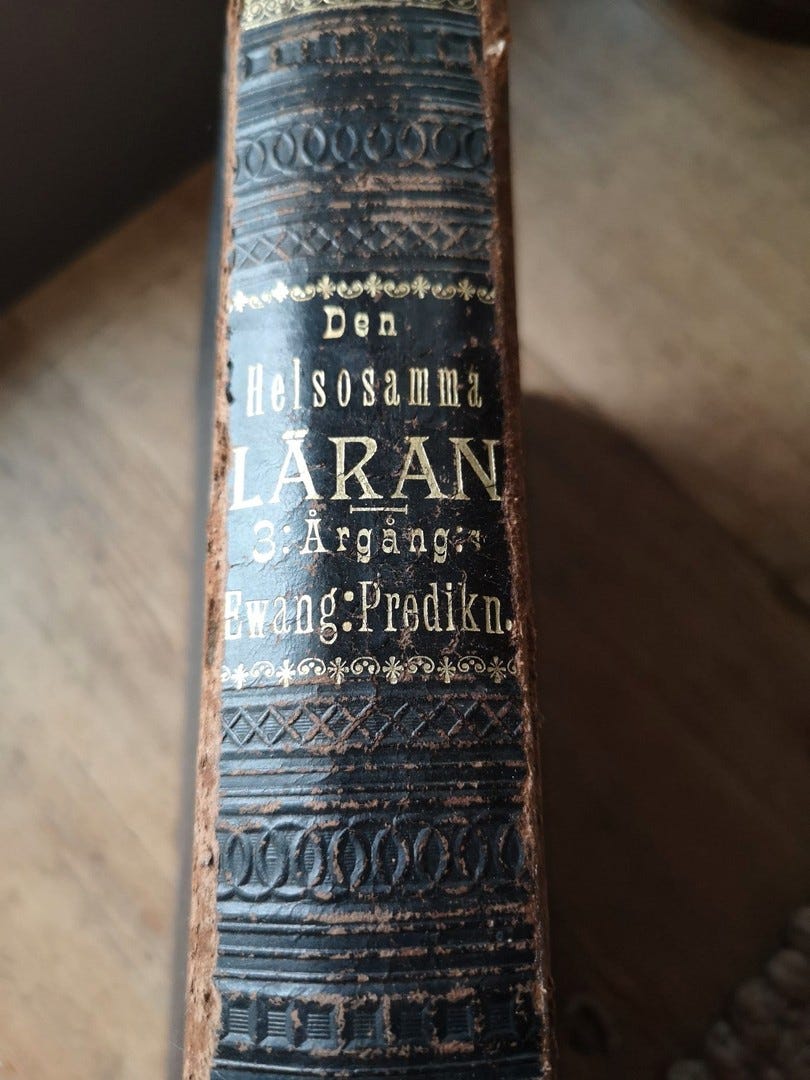 Den
Helsosamma
LÄRAN
3: Årgång:s
Ewang: Predikn.